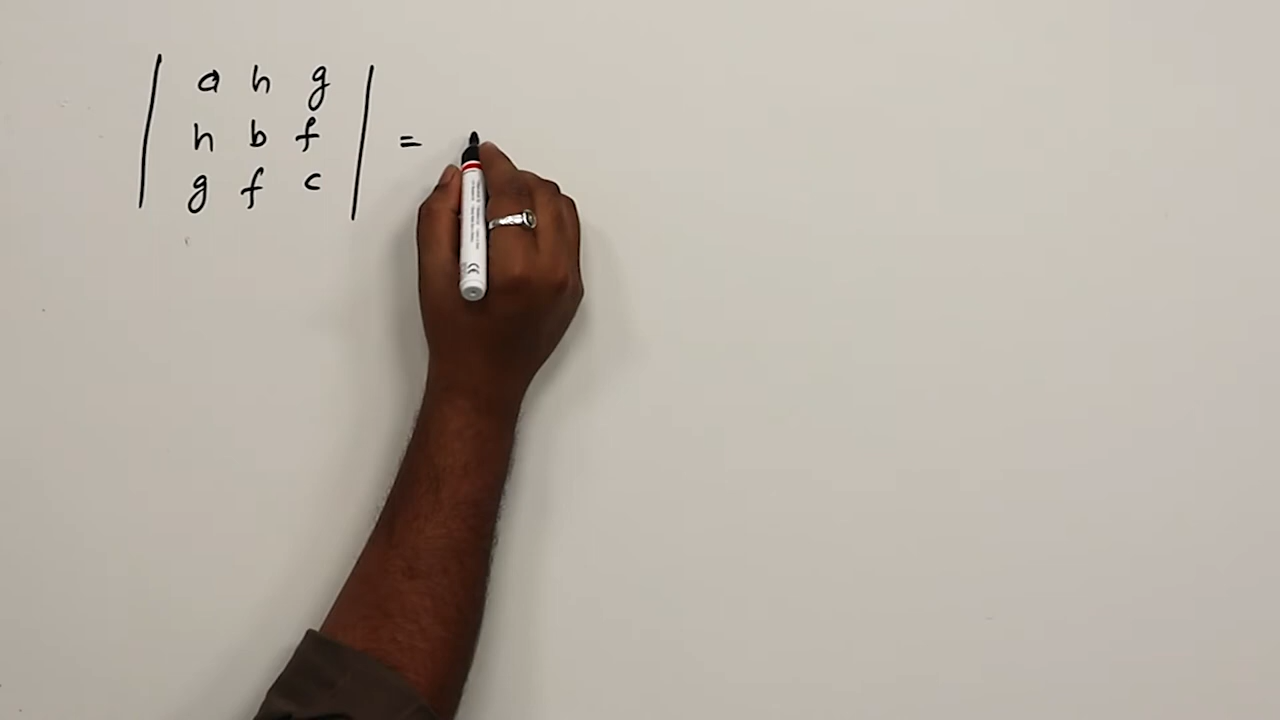 | a h g |
| h b f | =
| g f c |